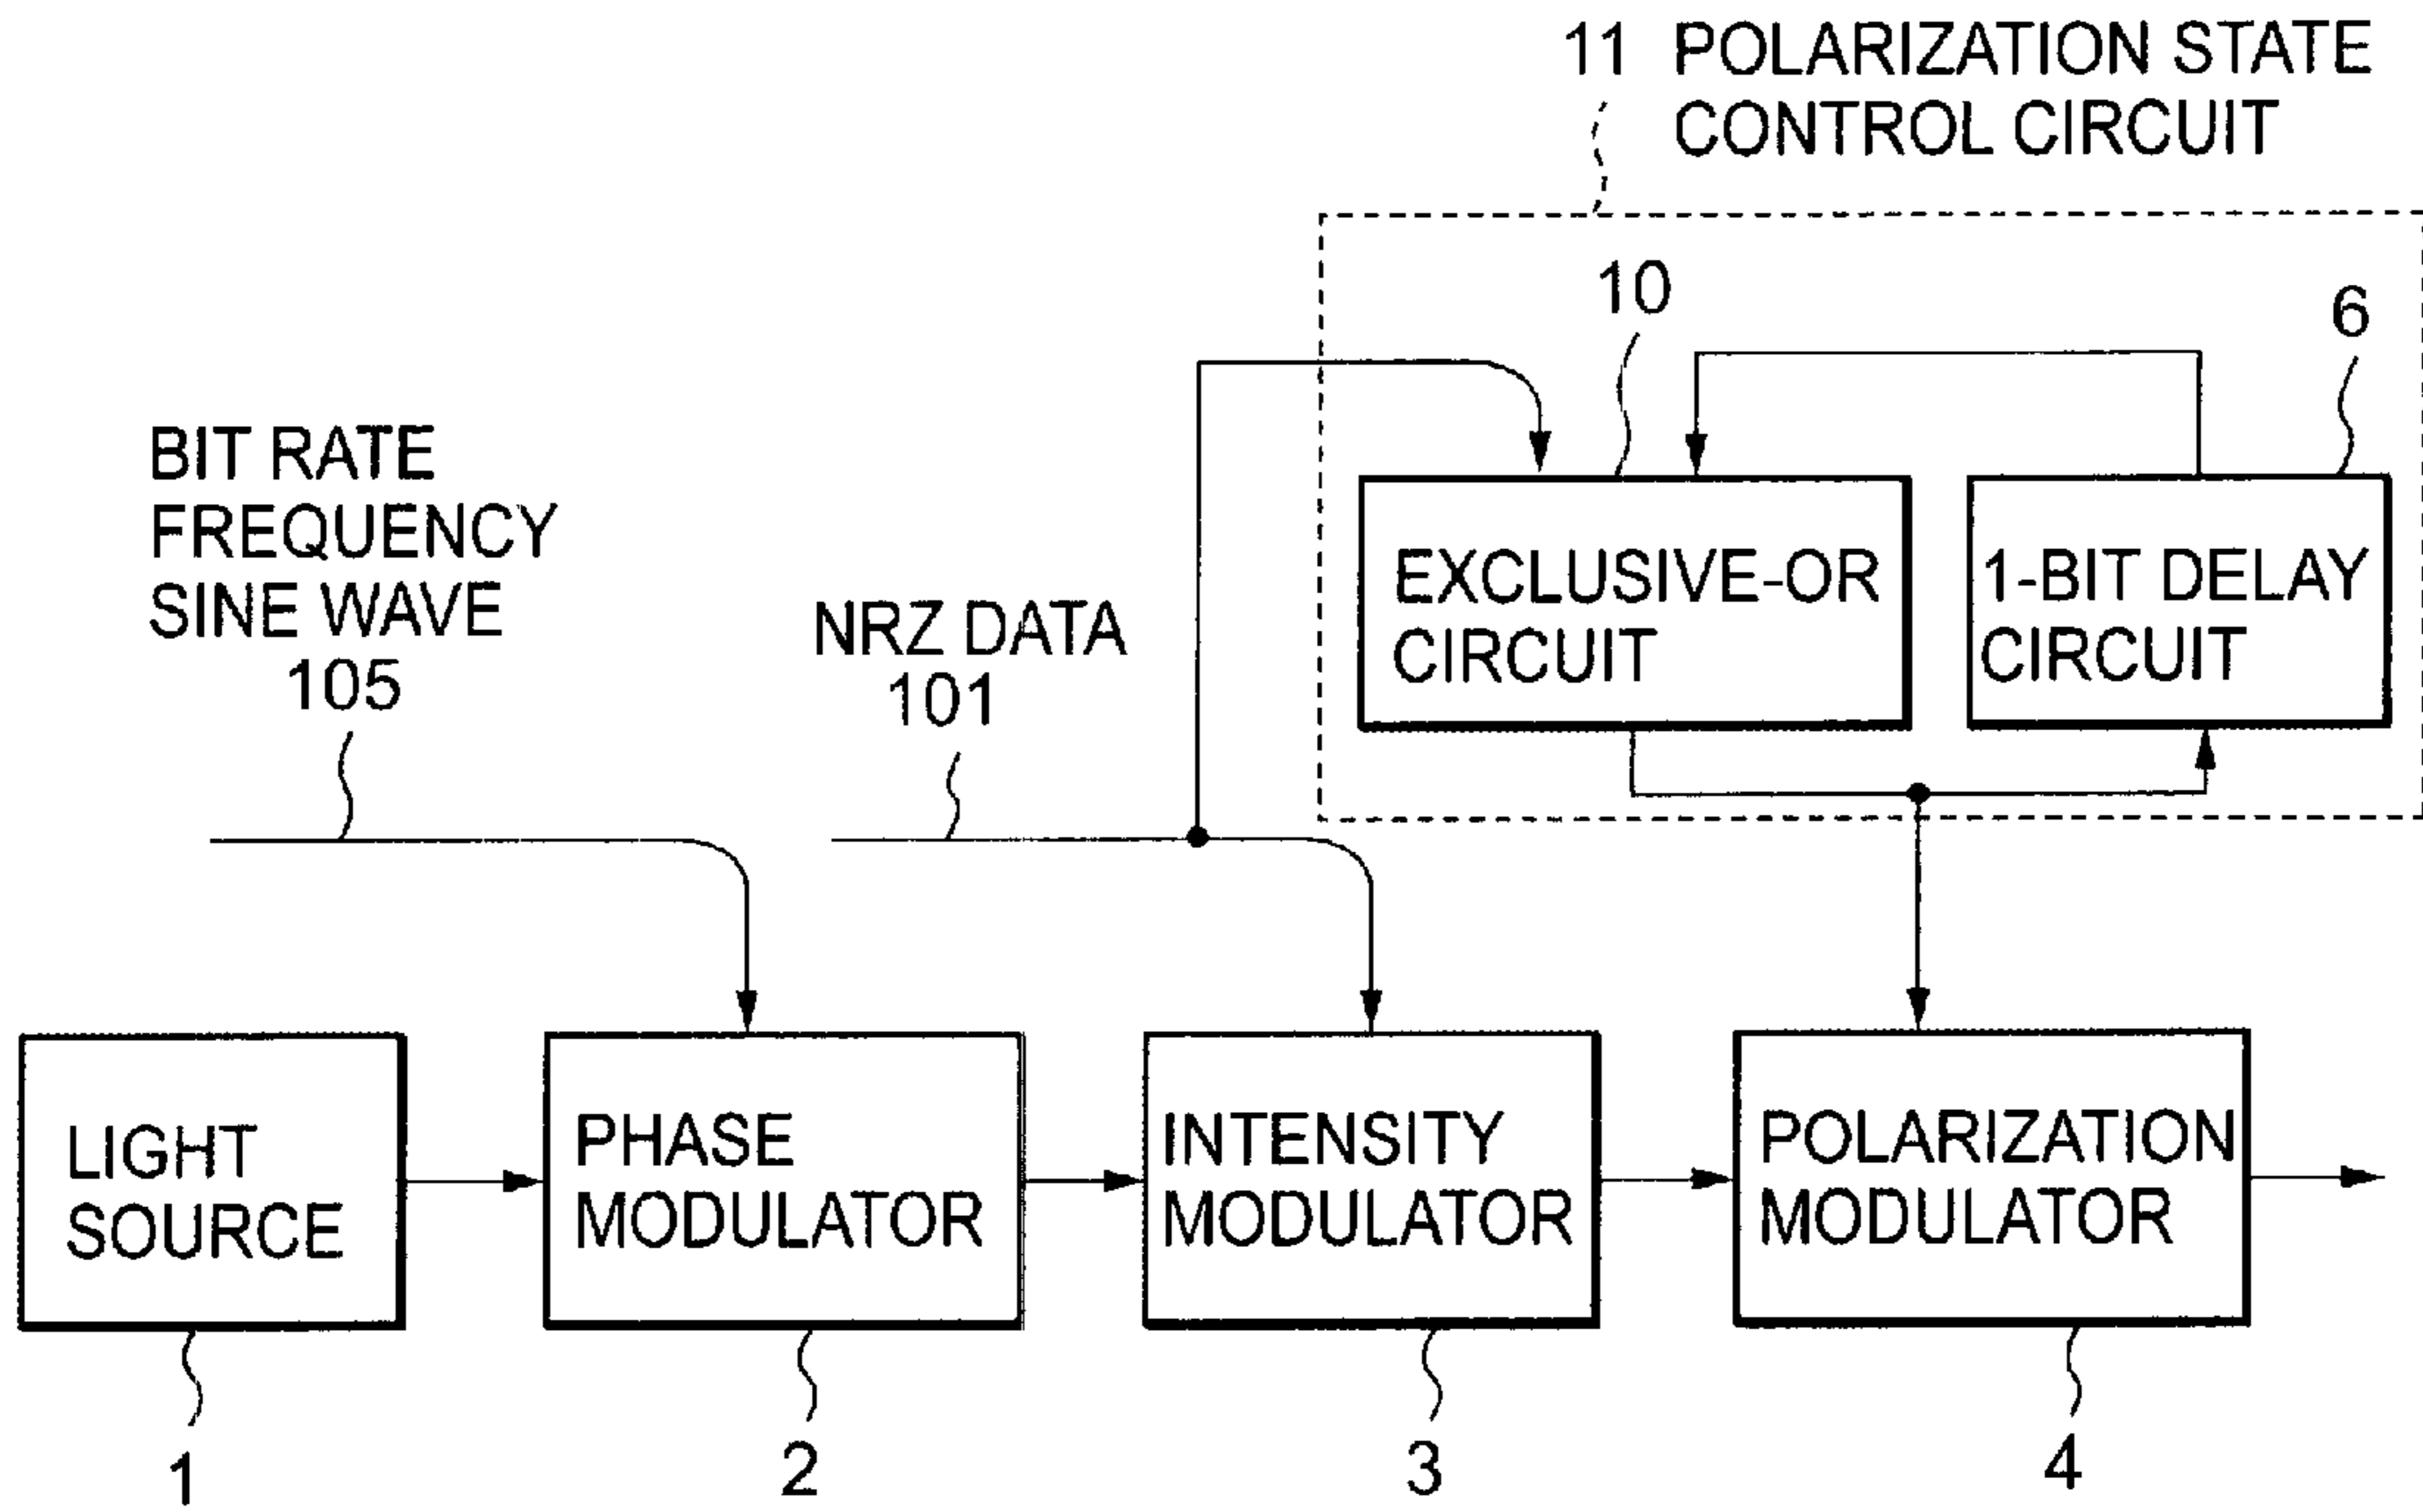 11 POLARIZATION STATE
CONTROL CIRCUIT
10
6
BIT RATE
FREQUENCY
SINE WAVE
105
NRZ DATA
101
EXCLUSIVE-OR
CIRCUIT
1-BIT DELAY
CIRCUIT
LIGHT
SOURCE
PHASE
MODULATOR
INTENSITY
MODULATOR
POLARIZATION
MODULATOR
1
2
3
4